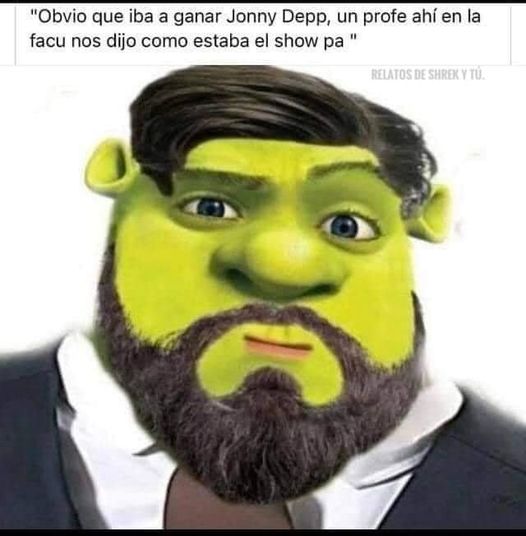 "Obvio que iba a ganar Jonny Depp, un profe ahí en la
facu nos dijo como estaba el show pa "
RELATOS DE SHREK Y TÚ.